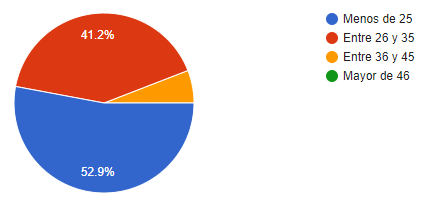 41.2%
52.9%
Menos de 25
Entre 26 y 35
Entre 36 y 45
Mayor de 46